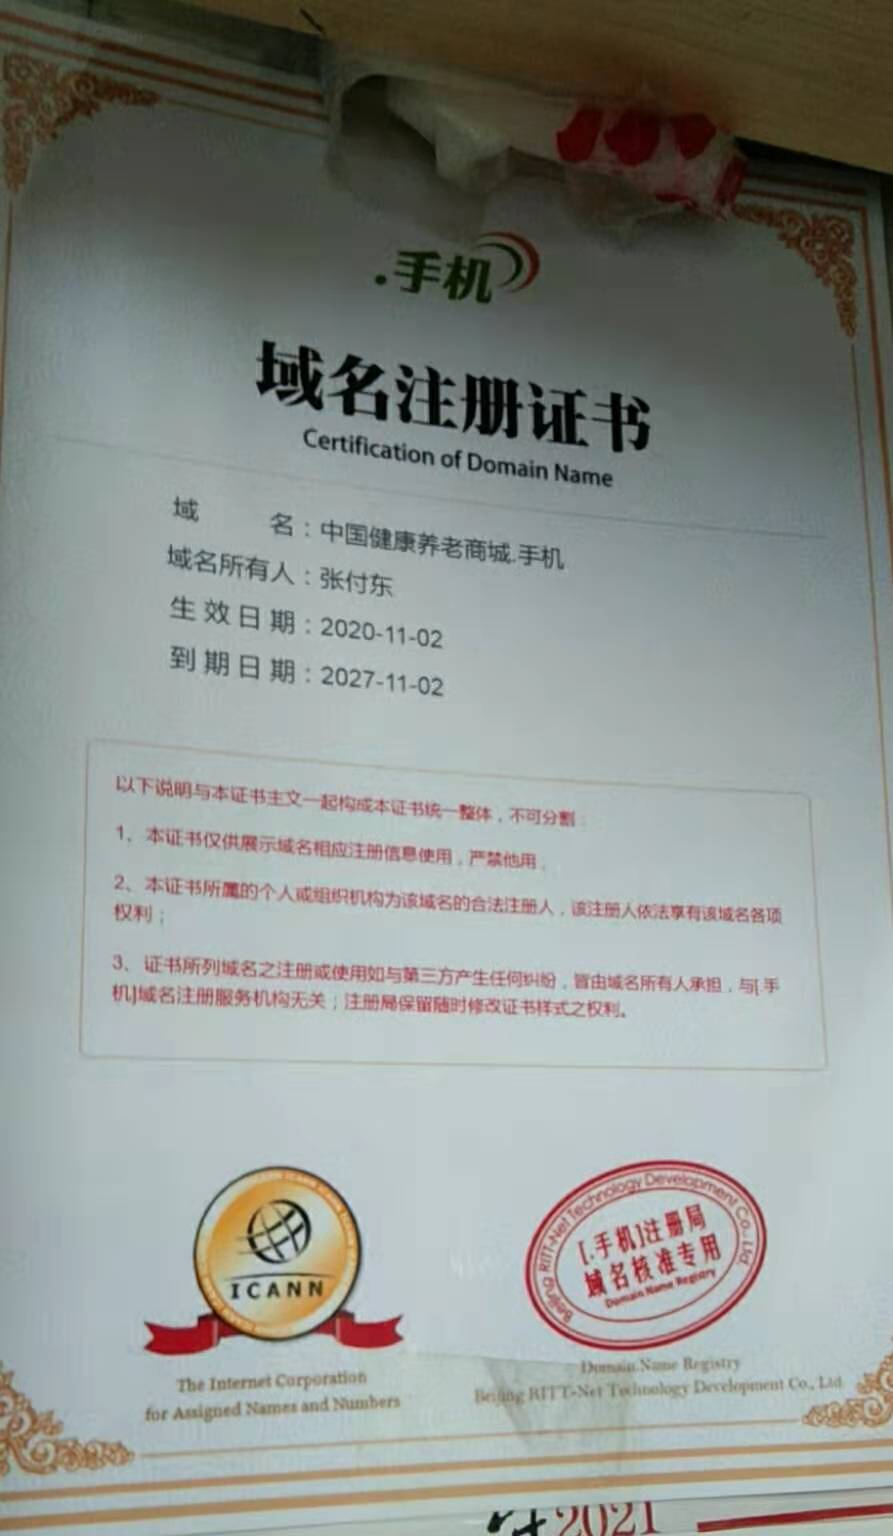 .手机
域名注册证书
Certification of Domain Name
域 名：中国健康养老商城.手机
域名所有人：张付东
生效日期：2020-11-02
到期日期：2027-11-02
以下说明与本证书主文一起构成本证书统一整体，不可分割：
1、本证书仅供展示域名相应注册信息使用，严禁他用。
2、本证书所属的个人或组织机构为该域名的合法注册人，该注册人依法享有该域名各项
权利；
3、证书所列域名之注册或使用如与第三方产生任何纠纷，皆由域名所有人承担，与[.手
机]域名注册服务机构无关；注册局保留随时修改证书样式之权利。
ICANN
The Internet Corporation
for Assigned Names and Numbers
Beijing RITT-Net Technology Development Co., Ltd.
[.手机]注册局
域名核准专用
Domain Name Registry
Domain Name Registry
Beijing RITT-Net Technology Development Co., Ltd
2021